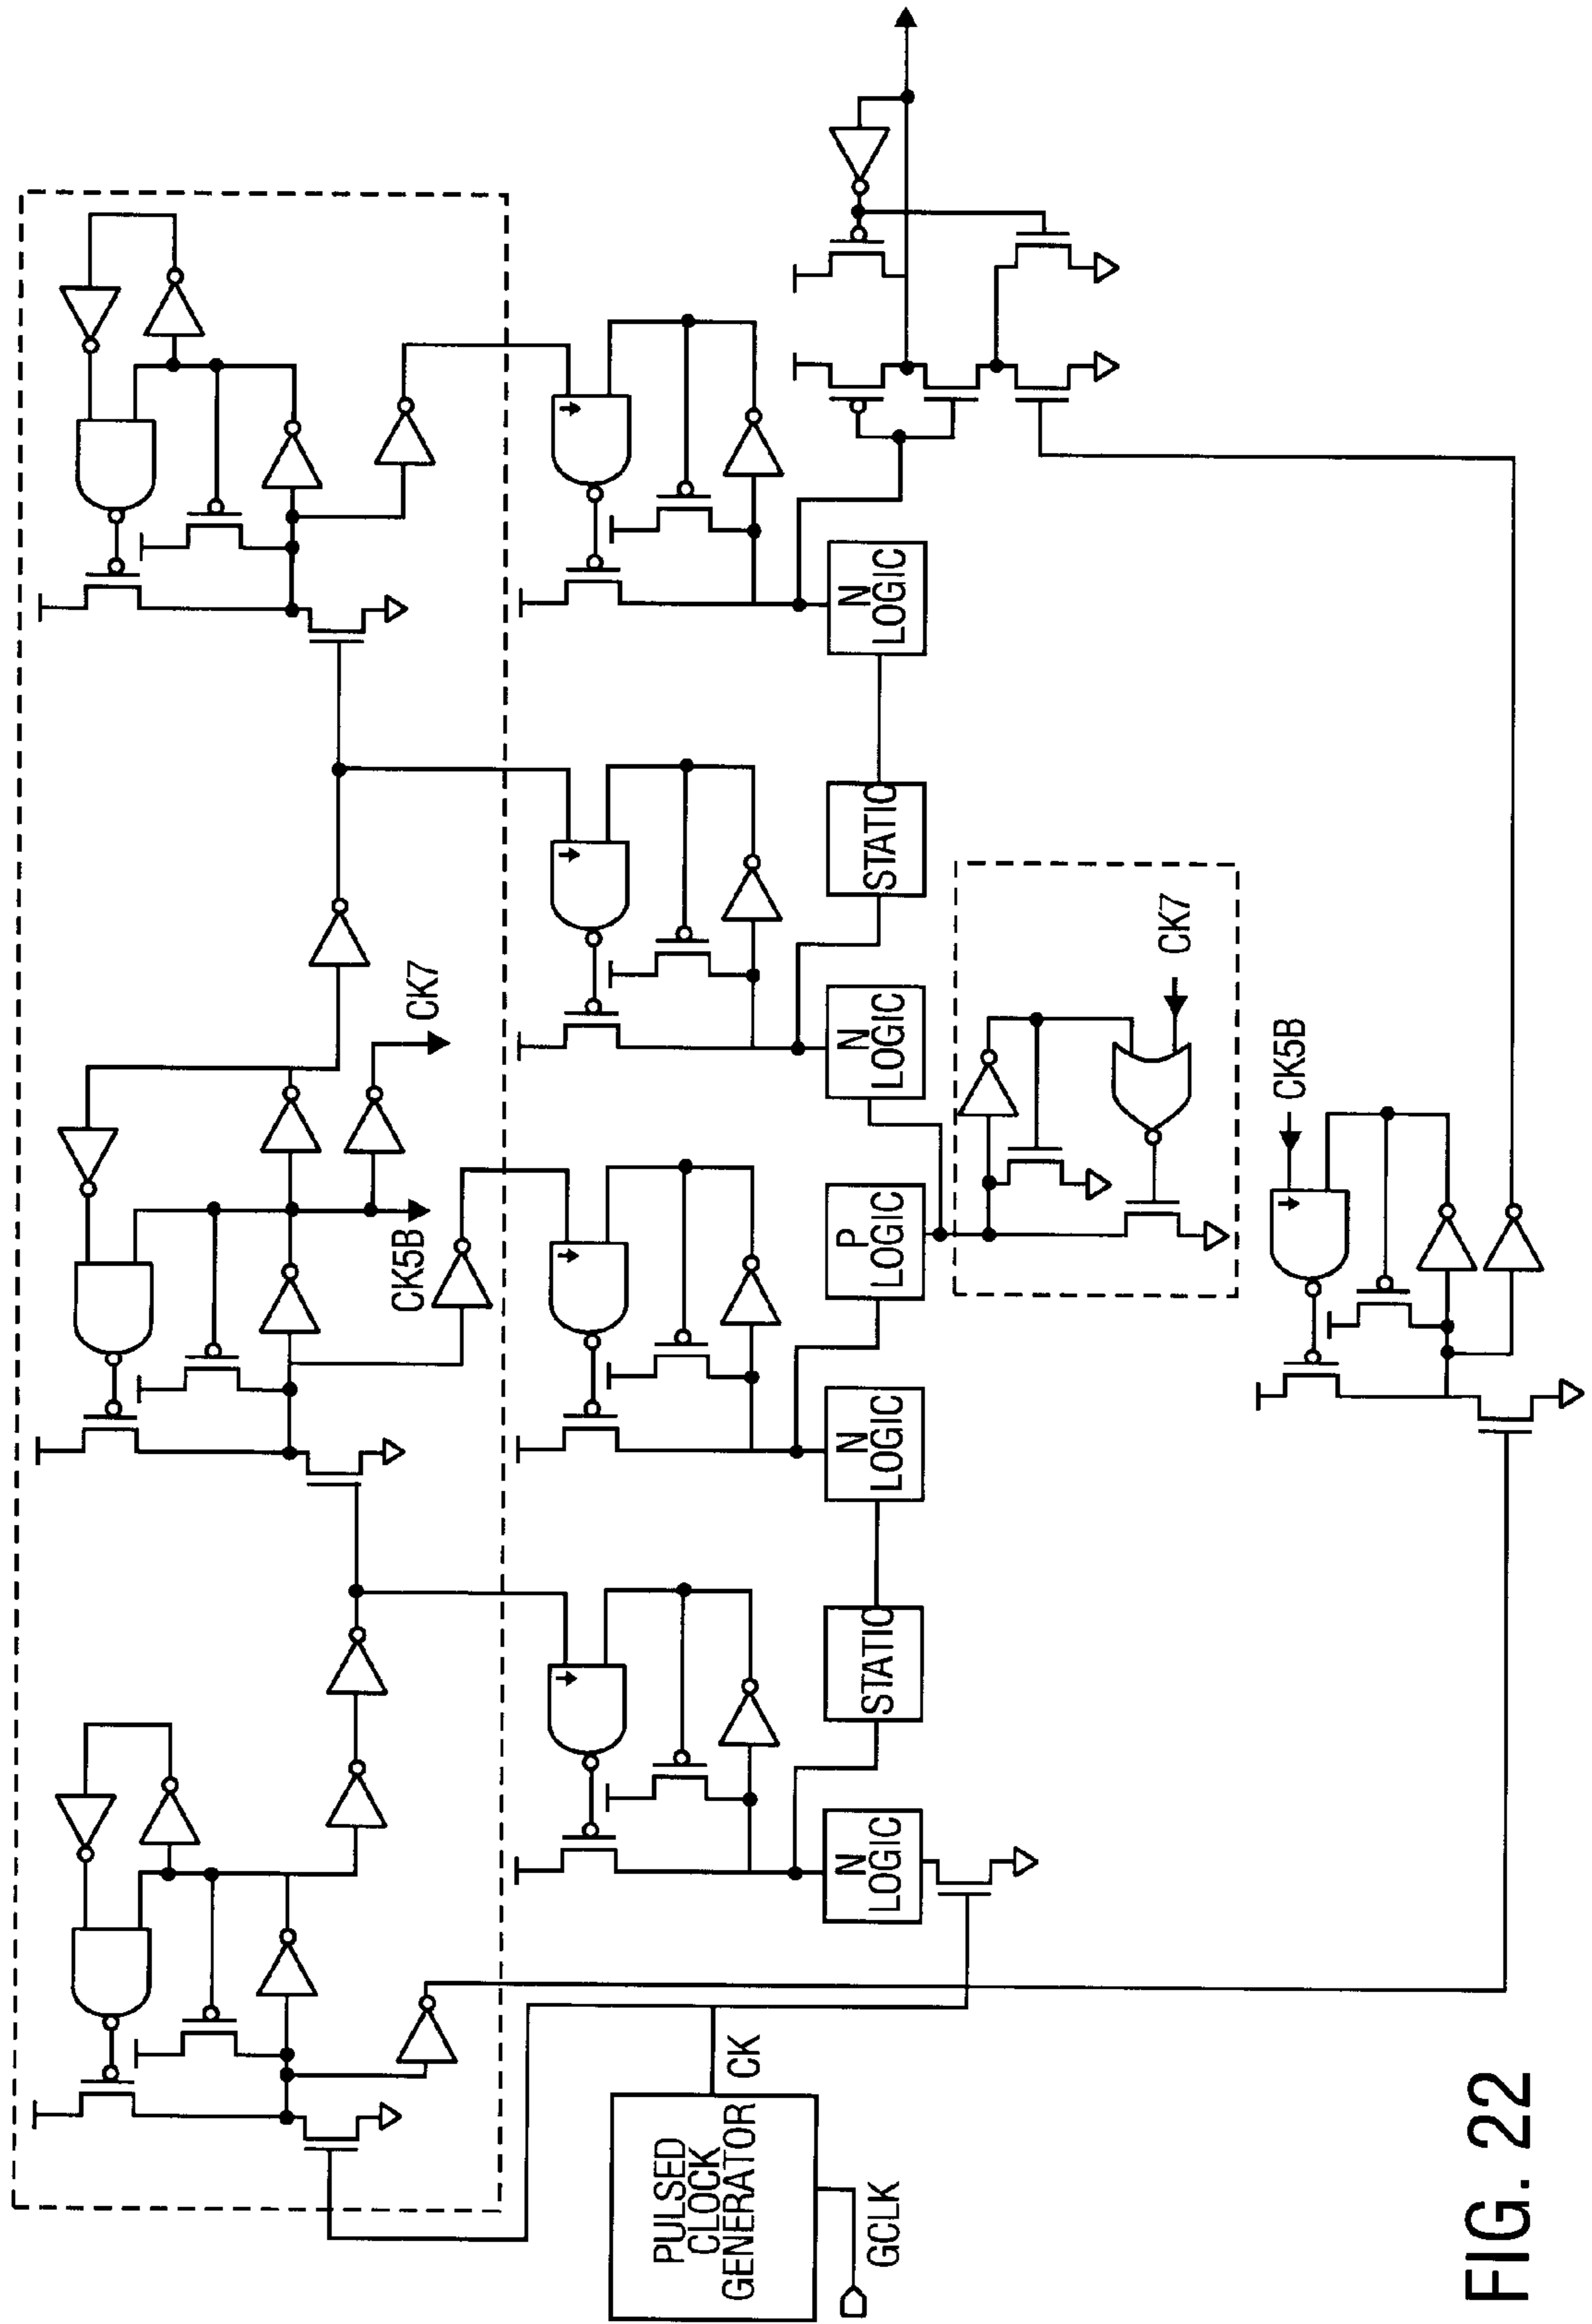 PULSED
CLOCK
GENERATOR
GCLK
CK
N
LOGIC
STATIC
N
LOGIC
P
LOGIC
N
LOGIC
STATIC
N
LOGIC
CK5B
CK7
CK7
CK5B
FIG. 22